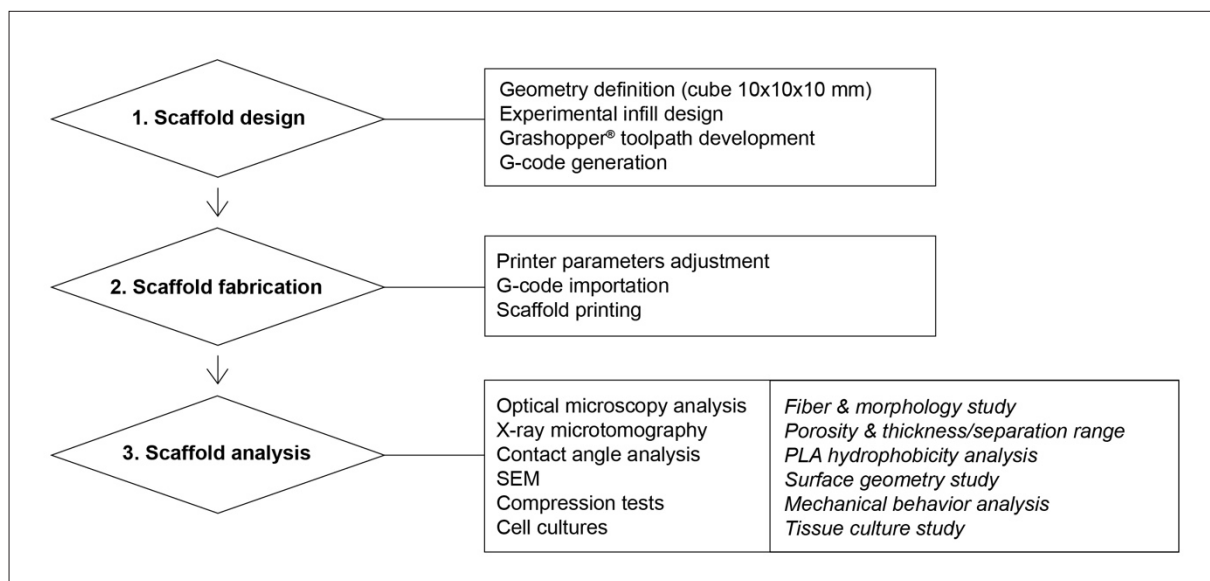 1. Scaffold design
Geometry definition (cube 10x10x10 mm)
Experimental infill design
Grashopper® toolpath development
G-code generation
2. Scaffold fabrication
Printer parameters adjustment
G-code importation
Scaffold printing
3. Scaffold analysis
Optical microscopy analysis
X-ray microtomography
Contact angle analysis
SEM
Compression tests
Cell cultures
Fiber & morphology study
Porosity & thickness/separation range
PLA hydrophobicity analysis
Surface geometry study
Mechanical behavior analysis
Tissue culture study